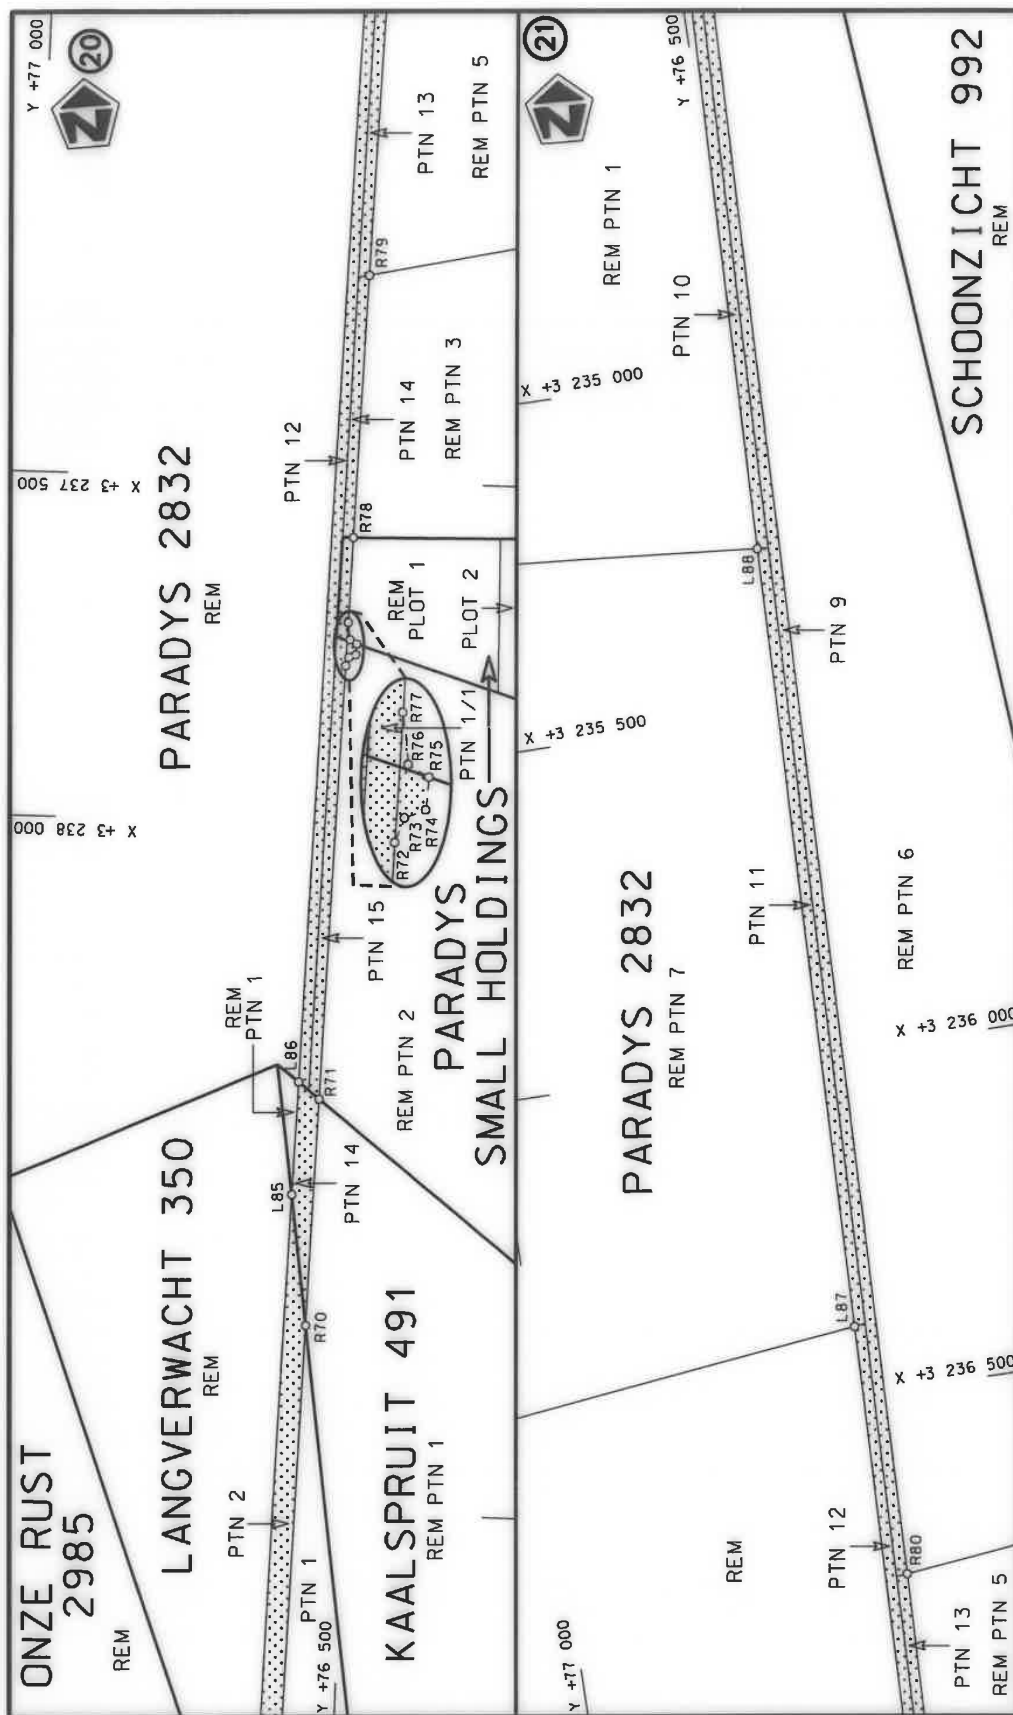 20
Y +77 000
N
PTN 13
REM PTN 5
R79
PTN 14
REM PTN 3
PTN 12
X +3 237 500
PARADYS 2832
REM
R78
REM
PLOT 1
PLOT 2
R77
R76
R75
PTN 1/1
R72
R73
R74
X +3 238 000
PTN 15
PARADYS
SMALL HOLDINGS
REM
PTN 1
L86
R71
REM PTN 2
L85
PTN 14
LANGVERWACHT 350
REM
R70
KAALSPRUIT 491
REM PTN 1
PTN 2
PTN 1
Y +76 500
ONZE RUST
2985
REM
21
Y +76 500
N
REM PTN 1
PTN 10
SCHOONZICHT 992
REM
X +3 235 000
L88
PTN 9
X +3 235 500
PTN 11
PARADYS 2832
REM PTN 7
REM PTN 6
X +3 236 000
L87
X +3 236 500
REM
PTN 12
R80
PTN 13
REM PTN 5
Y +77 000